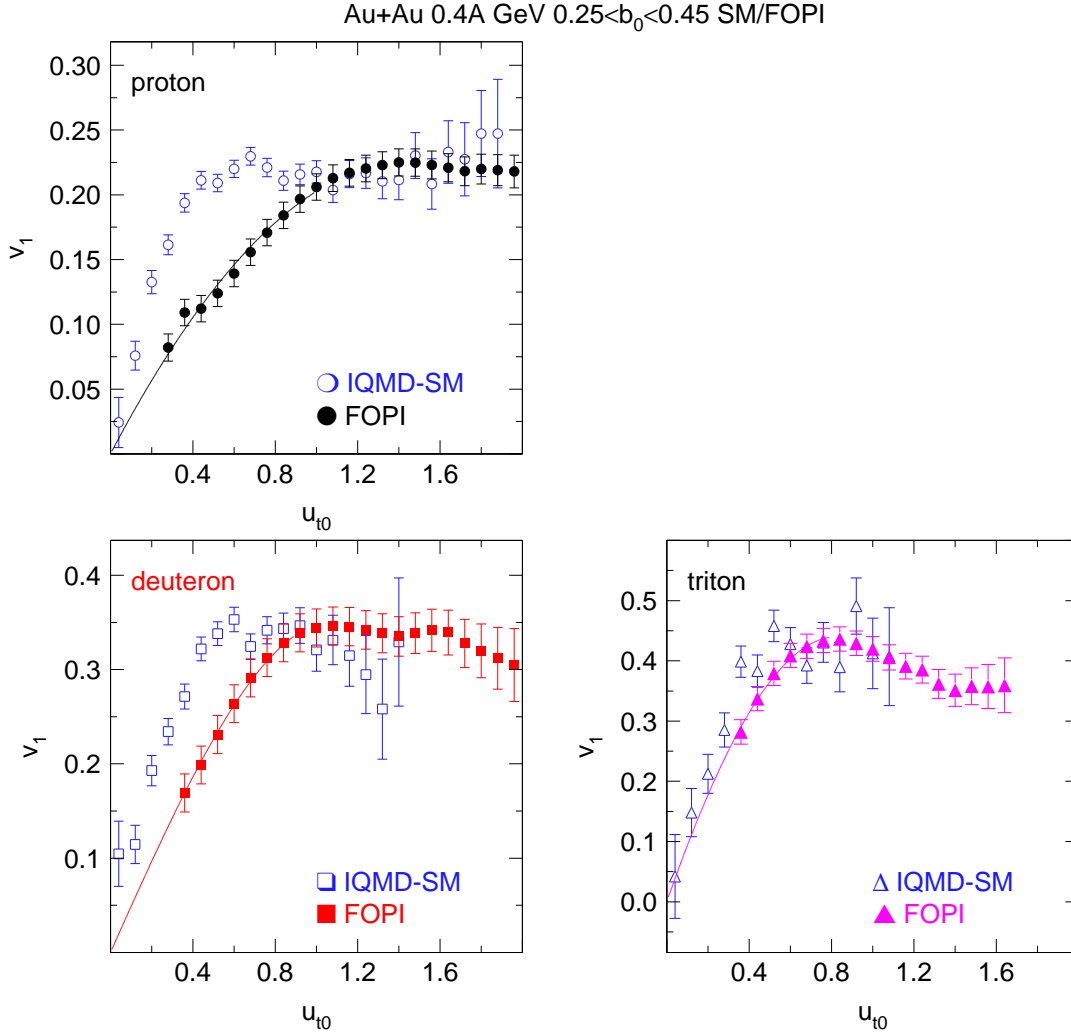 Au+Au 0.4A GeV 0.25<b₀<0.45 SM/FOPI
proton
0.30
0.25
0.20
0.15
0.10
0.05
v₁
IQMD-SM
FOPI
0.4 0.8 1.2 1.6
uₜ₀
deuteron
0.4
0.3
0.2
0.1
v₁
IQMD-SM
FOPI
0.4 0.8 1.2 1.6
uₜ₀
triton
0.5
0.4
0.3
0.2
0.1
0.0
v₁
IQMD-SM
FOPI
0.4 0.8 1.2 1.6
uₜ₀